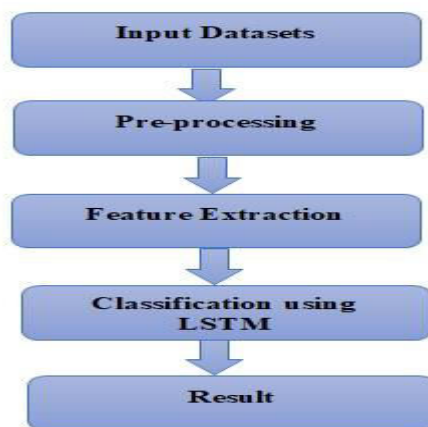 Input Datasets
Pre-processing
Feature Extraction
Classification using
LSTM
Result